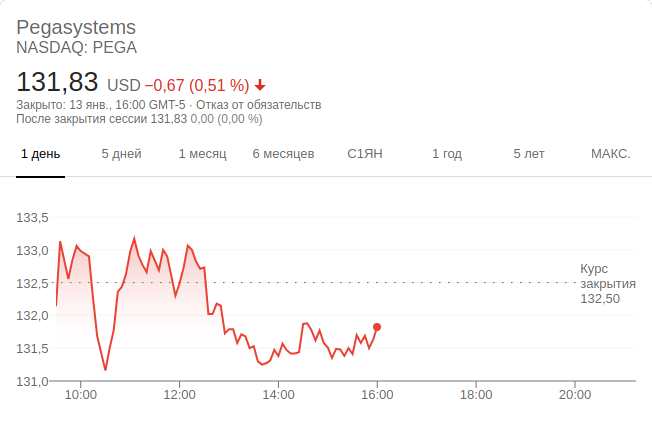 Pegasystems
NASDAQ: PEGA
131,83 USD −0,67 (0,51 %)
Закрыто: 13 янв., 16:00 GMT-5 · Отказ от обязательств
После закрытия сессии 131,83 0,00 (0,00 %)
1 день 5 дней 1 месяц 6 месяцев С1ЯН 1 год 5 лет МАКС.
133,5
133,0
132,5
132,0
131,5
131,0
Курс
закрытия
132,50
10:00 12:00 14:00 16:00 18:00 20:00